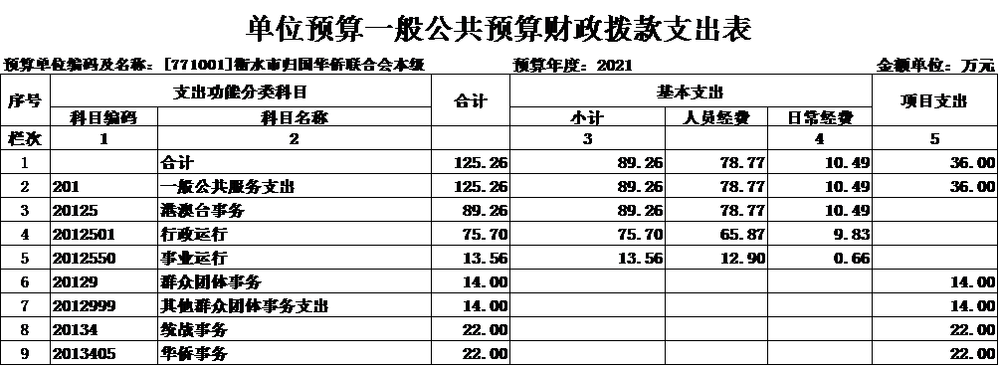 单位预算一般公共预算财政拨款支出表
预算单位编码及名称：[771001]衡水市归国华侨联合会本级 预算年度：2021 金额单位：万元
序号 支出功能分类科目 合计 基本支出 项目支出
科目编码 科目名称 小计 人员经费 日常经费
栏次 1 2 3 4 5
1 合计 125.26 89.26 78.77 10.49 36.00
2 201 一般公共服务支出 125.26 89.26 78.77 10.49 36.00
3 20125 港澳台事务 89.26 89.26 78.77 10.49
4 2012501 行政运行 75.70 75.70 65.87 9.83
5 2012550 事业运行 13.56 13.56 12.90 0.66
6 20129 群众团体事务 14.00 14.00
7 2012999 其他群众团体事务支出 14.00 14.00
8 20134 统战事务 22.00 22.00
9 2013405 华侨事务 22.00 22.00